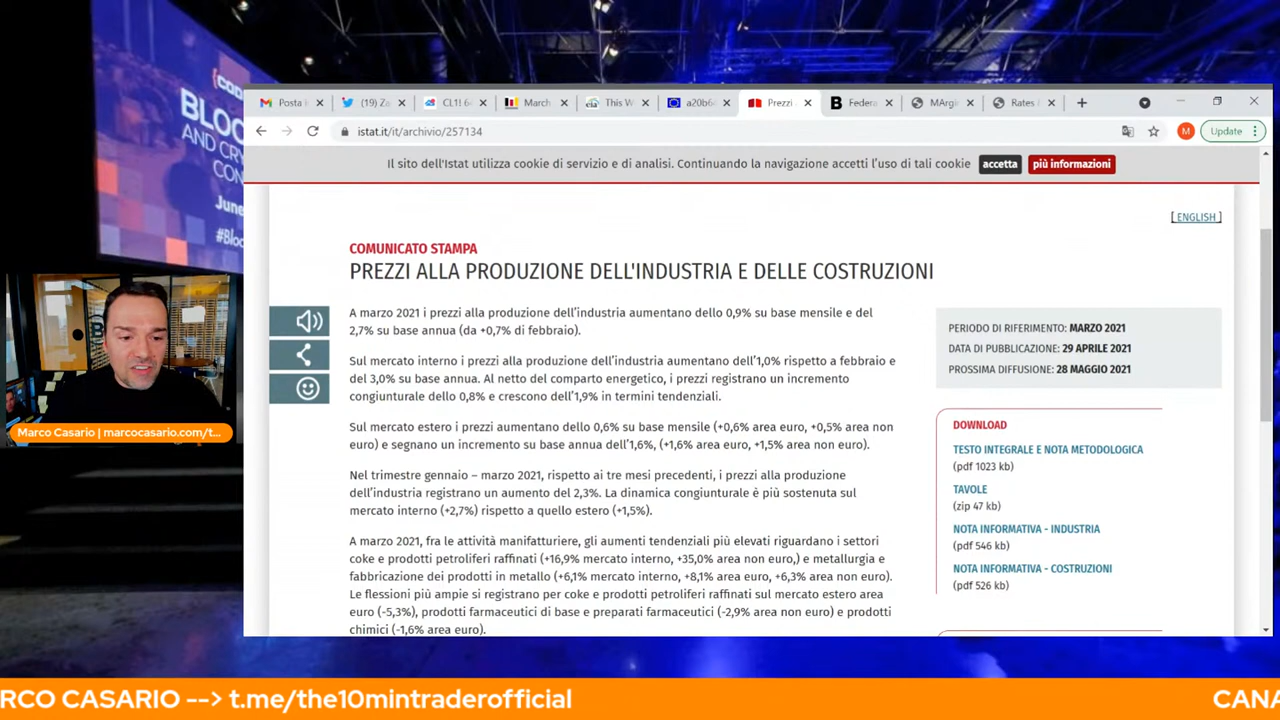 {COD
BLOC
AND CRY
CON
June
#Bloc
Posta i
(19) Za
CL1! 6
March
This W
a20b6
Prezzi
Federa
MArgin
Rates
istat.it/it/archivio/257134
M
Update
Il sito dell'Istat utilizza cookie di servizio e di analisi. Continuando la navigazione accetti l'uso di tali cookie
accetta
più informazioni
[ ENGLISH ]
COMUNICATO STAMPA
PREZZI ALLA PRODUZIONE DELL'INDUSTRIA E DELLE COSTRUZIONI
A marzo 2021 i prezzi alla produzione dell'industria aumentano dello 0,9% su base mensile e del
2,7% su base annua (da +0,7% di febbraio).
Sul mercato interno i prezzi alla produzione dell'industria aumentano dell'1,0% rispetto a febbraio e
del 3,0% su base annua. Al netto del comparto energetico, i prezzi registrano un incremento
congiunturale dello 0,8% e crescono dell'1,9% in termini tendenziali.
Sul mercato estero i prezzi aumentano dello 0,6% su base mensile (+0,6% area euro, +0,5% area non
euro) e segnano un incremento su base annua dell'1,6%, (+1,6% area euro, +1,5% area non euro).
Nel trimestre gennaio – marzo 2021, rispetto ai tre mesi precedenti, i prezzi alla produzione
dell'industria registrano un aumento del 2,3%. La dinamica congiunturale è più sostenuta sul
mercato interno (+2,7%) rispetto a quello estero (+1,5%).
A marzo 2021, fra le attività manifatturiere, gli aumenti tendenziali più elevati riguardano i settori
coke e prodotti petroliferi raffinati (+16,9% mercato interno, +35,0% area non euro,) e metallurgia e
fabbricazione dei prodotti in metallo (+6,1% mercato interno, +8,1% area euro, +6,3% area non euro).
Le flessioni più ampie si registrano per coke e prodotti petroliferi raffinati sul mercato estero area
euro (-5,3%), prodotti farmaceutici di base e preparati farmaceutici (-2,9% area non euro) e prodotti
chimici (-1,6% area euro).
PERIODO DI RIFERIMENTO: MARZO 2021
DATA DI PUBBLICAZIONE: 29 APRILE 2021
PROSSIMA DIFFUSIONE: 28 MAGGIO 2021
DOWNLOAD
TESTO INTEGRALE E NOTA METODOLOGICA
(pdf 1023 kb)
TAVOLE
(zip 47 kb)
NOTA INFORMATIVA - INDUSTRIA
(pdf 546 kb)
NOTA INFORMATIVA - COSTRUZIONI
(pdf 526 kb)
Marco Casario | marcocasario.com/t...
RCO CASARIO --> t.me/the10mintraderofficial
CANA